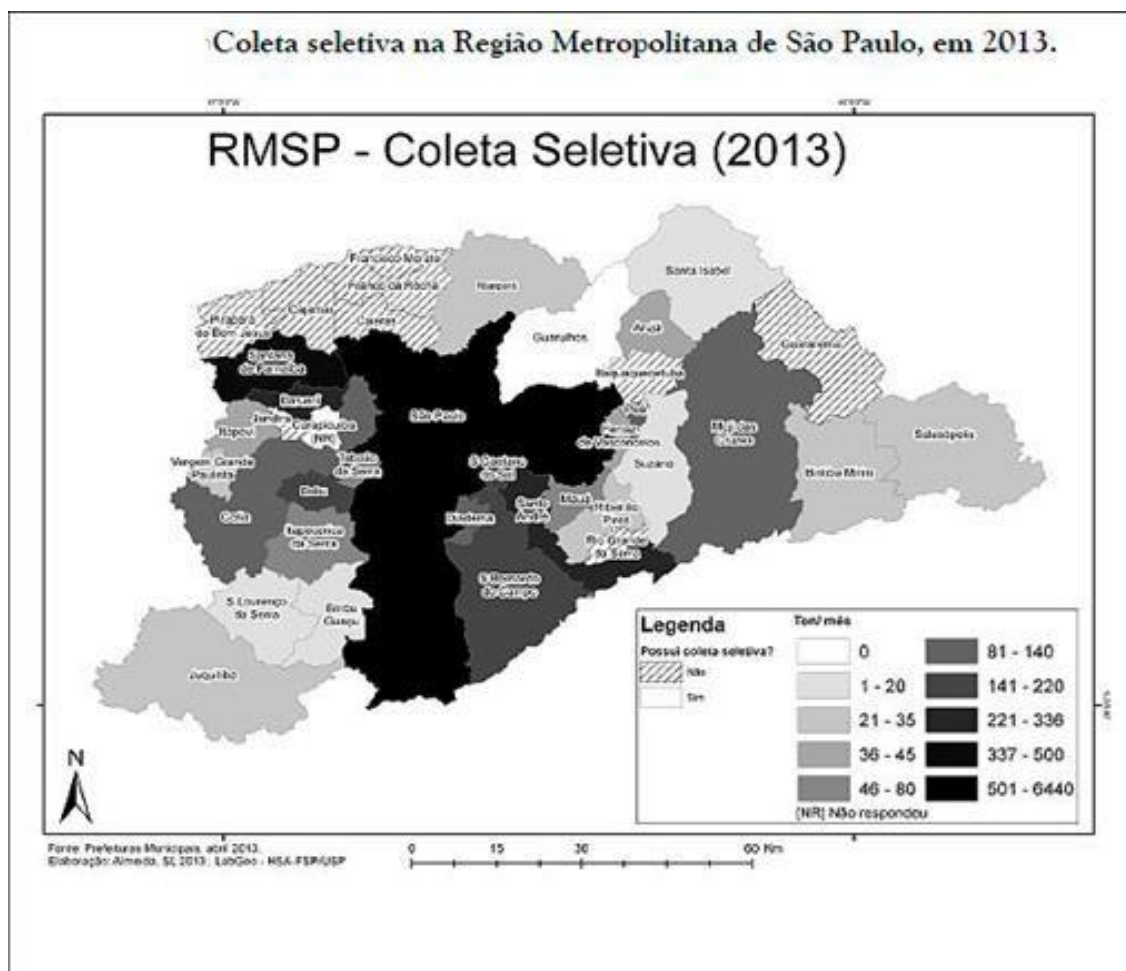 Coleta seletiva na Região Metropolitana de São Paulo, em 2013.
RMSP - Coleta Seletiva (2013)
Francisco Morato
Franco da Rocha
Mairiporã
Santa Isabel
Cajamar
Caieiras
Pirapora
do Bom Jesus
Guarulhos
Arujá
Guararema
Santana
de Parnaíba
Itaquaquecetuba
Barueri
Jandira
Carapicuíba
(NR)
Itapevi
São Paulo
Poá
Ferraz
de Vasconcelos
Mogi das
Cruzes
Salesópolis
Vargem Grande
Paulista
Taboão
da Serra
S Caetano
do Sul
Suzano
Biritiba Mirim
Embu
Cotia
Diadema
Santo
André
Mauá
Ribeirão
Pires
Itapecerica
da Serra
Rio Grande
da Serra
S Bernardo
do Campo
S Lourenço
da Serra
Embu
Guaçu
Juquitiba
Legenda
Possui coleta seletiva?
Não
Sim
Ton/ mês
0
1 - 20
21 - 35
36 - 45
46 - 80
81 - 140
141 - 220
221 - 336
337 - 500
501 - 6440
[NR] Não respondeu
N
Fonte: Prefeituras Municipais, abril 2013.
Elaboração: Almeida, SL 2013; LabGeo - HSA-FSP/USP
0 15 30 60 Km